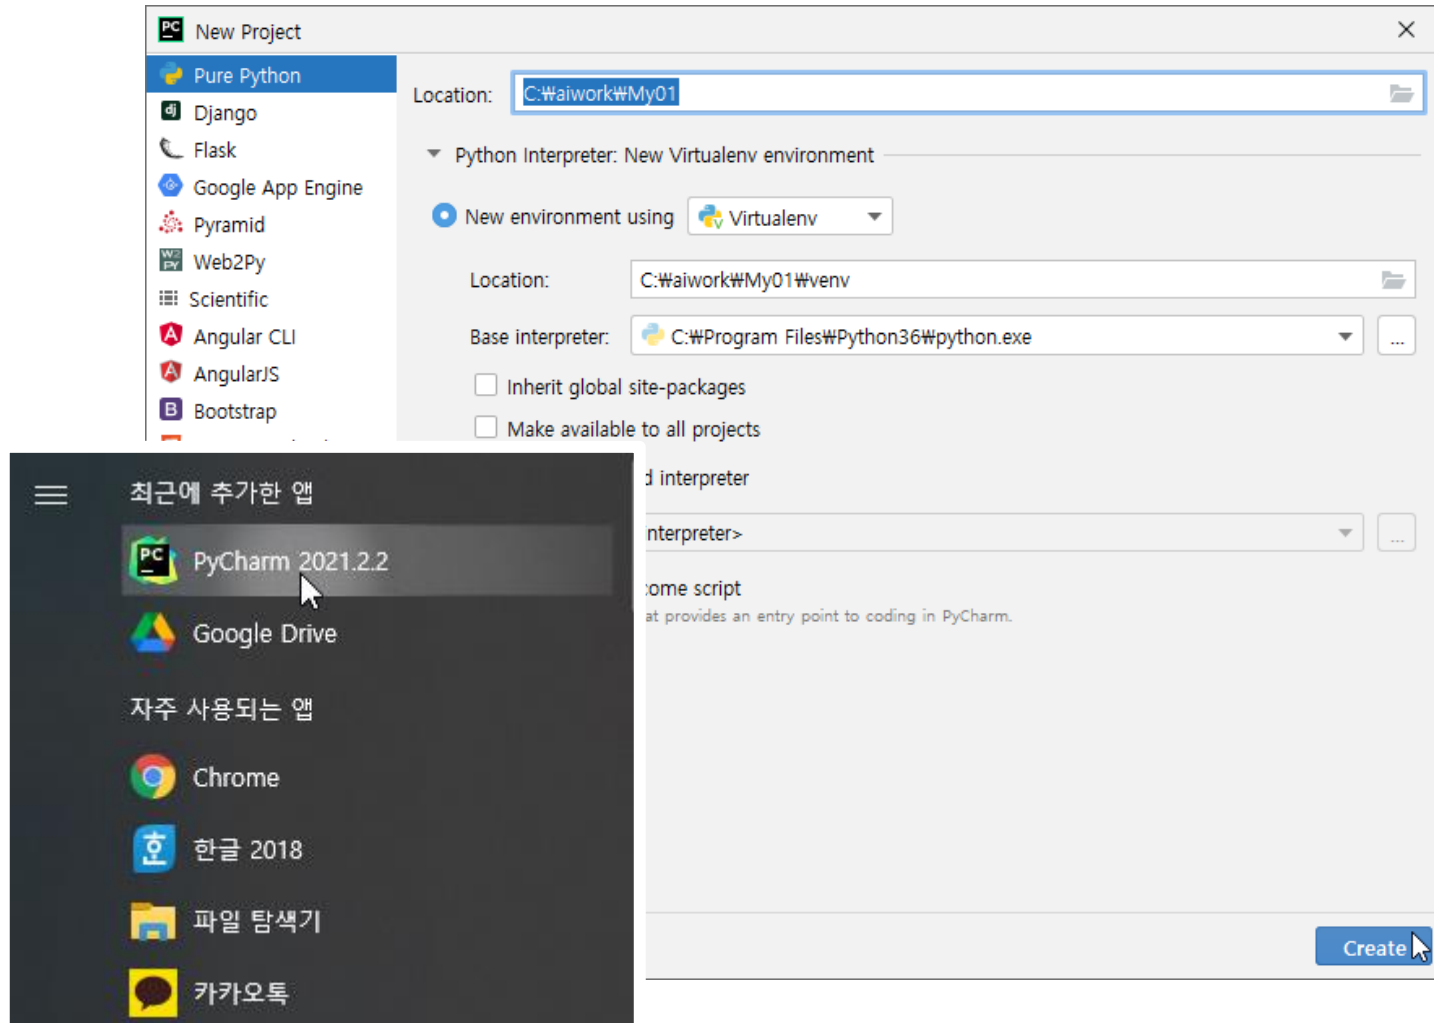 New Project
Pure Python
Django
Flask
Google App Engine
Pyramid
Web2Py
Scientific
Angular CLI
AngularJS
Bootstrap
Location: C:₩aiwork₩My01
Python Interpreter: New Virtualenv environment
New environment using Virtualenv
Location: C:₩aiwork₩My01₩venv
Base interpreter: C:₩Program Files₩Python36₩python.exe ...
Inherit global site-packages
Make available to all projects
d interpreter
interpreter> ...
come script
at provides an entry point to coding in PyCharm.
Create
최근에 추가한 앱
PyCharm 2021.2.2
Google Drive
자주 사용되는 앱
Chrome
한글 2018
파일 탐색기
카카오톡